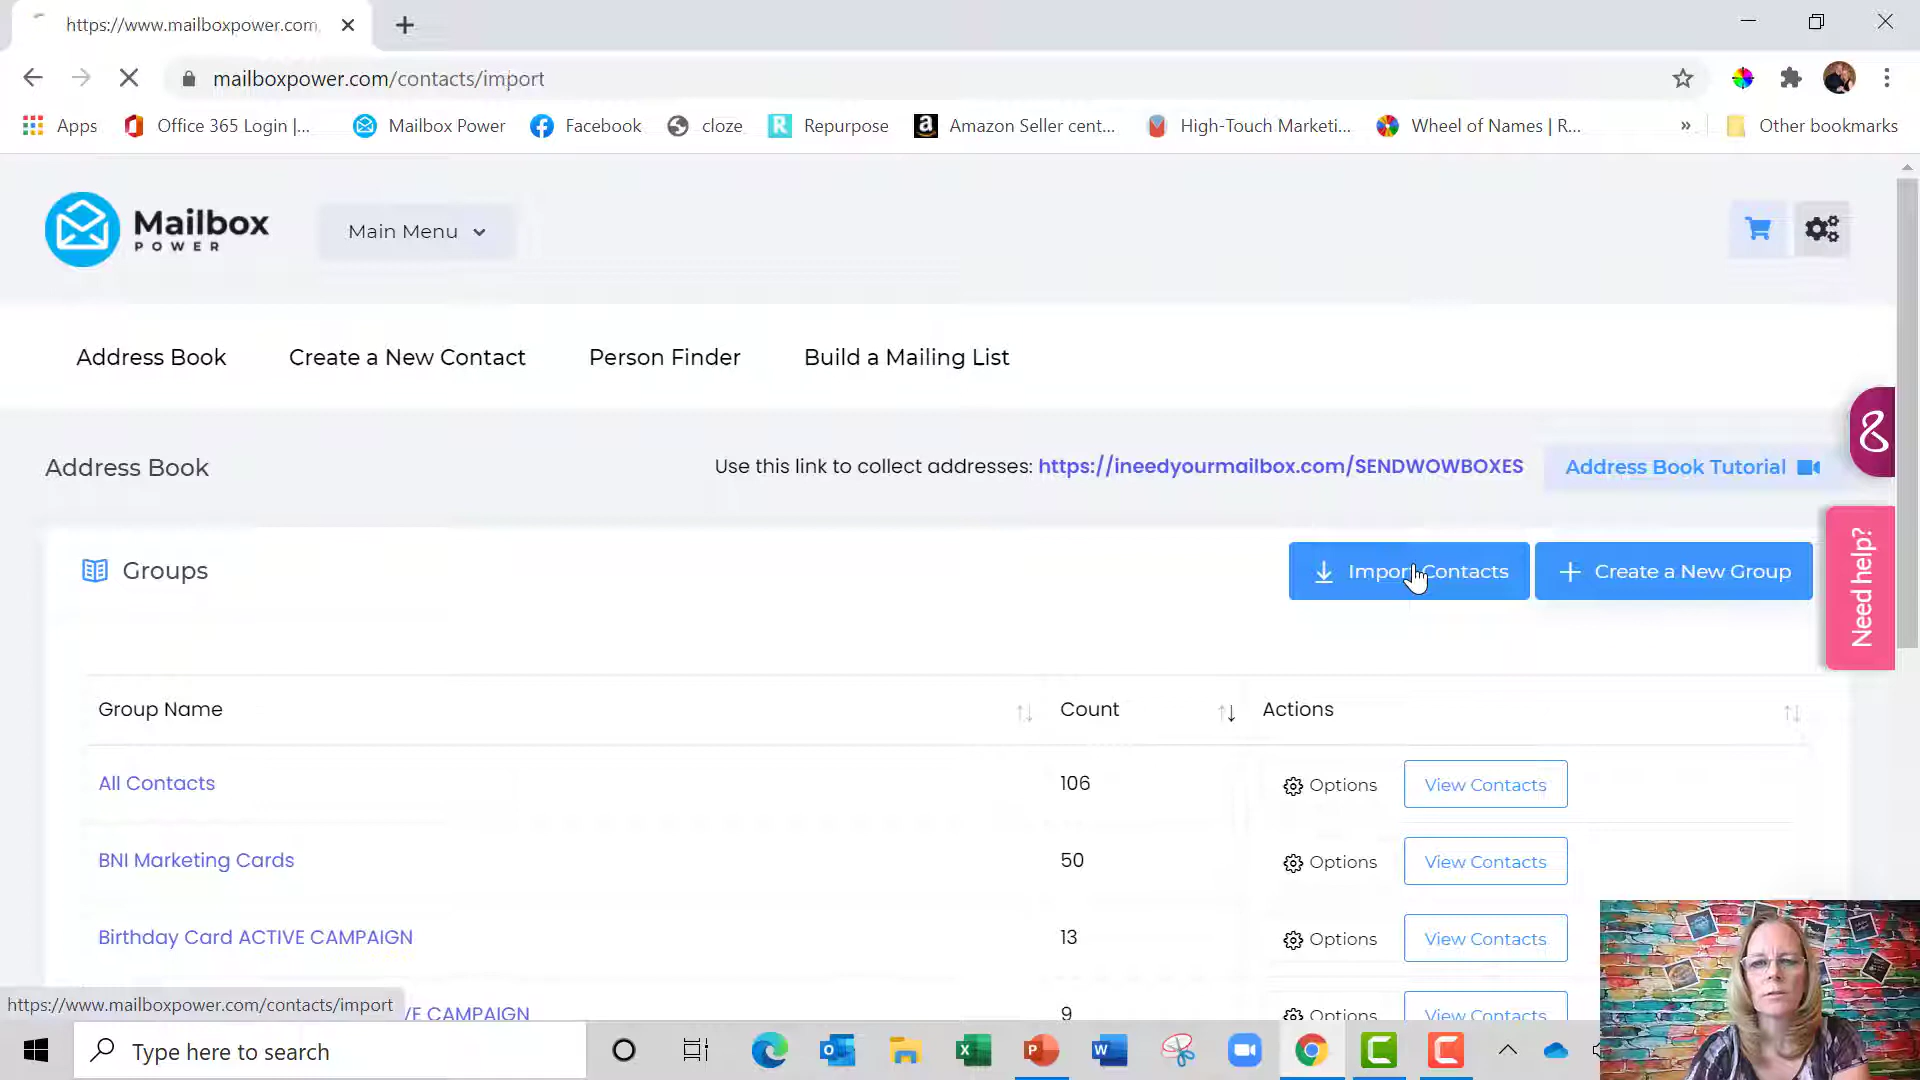 https://www.mailboxpower.com
mailboxpower.com/contacts/import
Apps
Office 365 Login |...
Mailbox Power
Facebook
cloze
Repurpose
Amazon Seller cent...
High-Touch Marketi...
Wheel of Names | R...
»
Other bookmarks
Mailbox
POWER
Main Menu
Address Book
Create a New Contact
Person Finder
Build a Mailing List
Address Book
Use this link to collect addresses: https://ineedyourmailbox.com/SENDWOWBOXES
Address Book Tutorial
Groups
Import Contacts
Create a New Group
Need help?
Group Name
Count
Actions
All Contacts
106
Options
View Contacts
BNI Marketing Cards
50
Options
View Contacts
Birthday Card ACTIVE CAMPAIGN
13
Options
View Contacts
https://www.mailboxpower.com/contacts/import
CAMPAIGN
9
Options
View Contacts
Type here to search